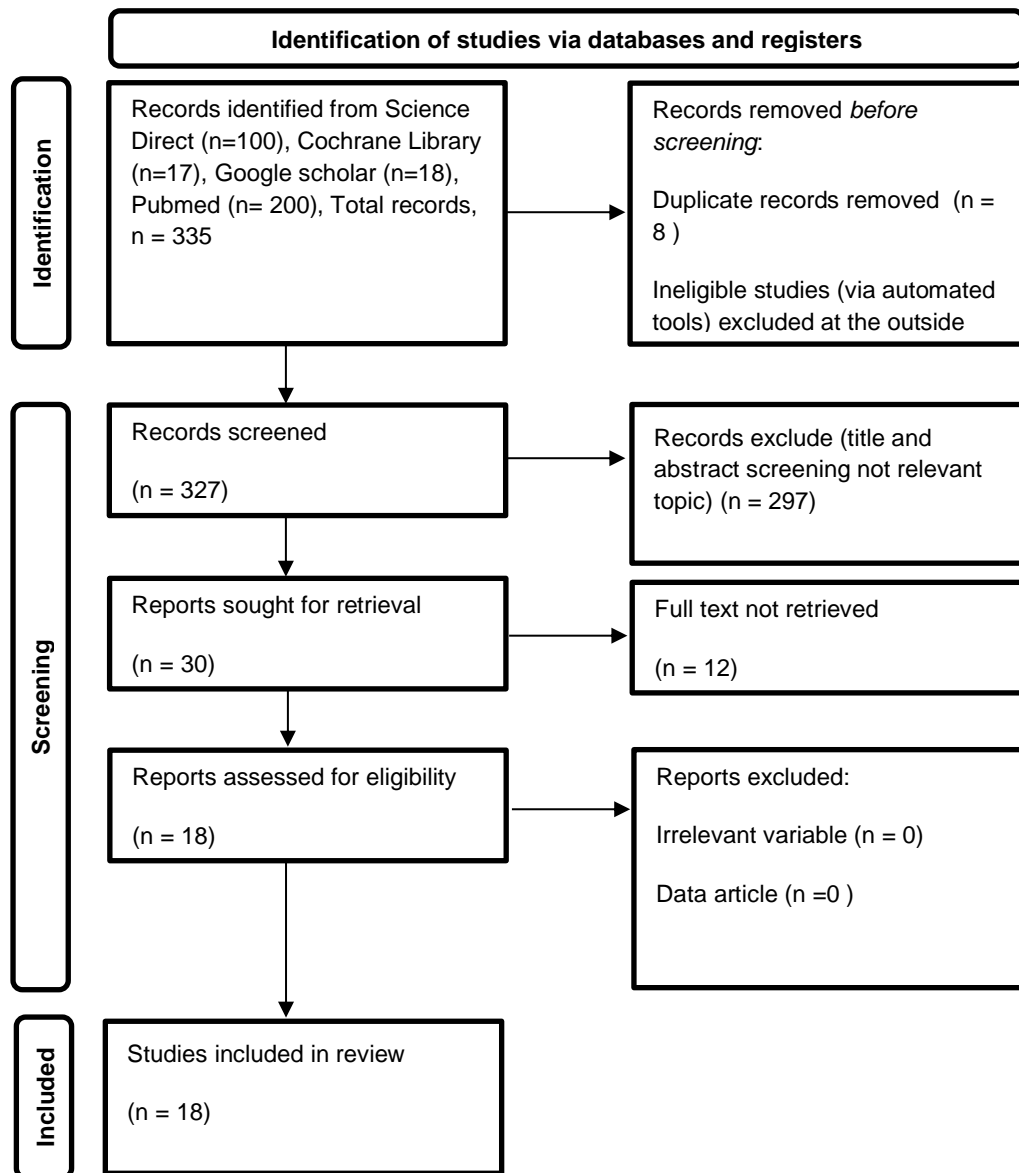 Identification of studies via databases and registers
Identification
Records identified from Science
Direct (n=100), Cochrane Library
(n=17), Google scholar (n=18),
Pubmed (n= 200), Total records,
n = 335
Records removed before
screening:
Duplicate records removed  (n =
8 )
Ineligible studies (via automated
tools) excluded at the outside
Screening
Records screened
(n = 327)
Records exclude (title and
abstract screening not relevant
topic) (n = 297)
Reports sought for retrieval
(n = 30)
Full text not retrieved
(n = 12)
Reports assessed for eligibility
(n = 18)
Reports excluded:
Irrelevant variable (n = 0)
Data article (n =0 )
Included
Studies included in review
(n = 18)